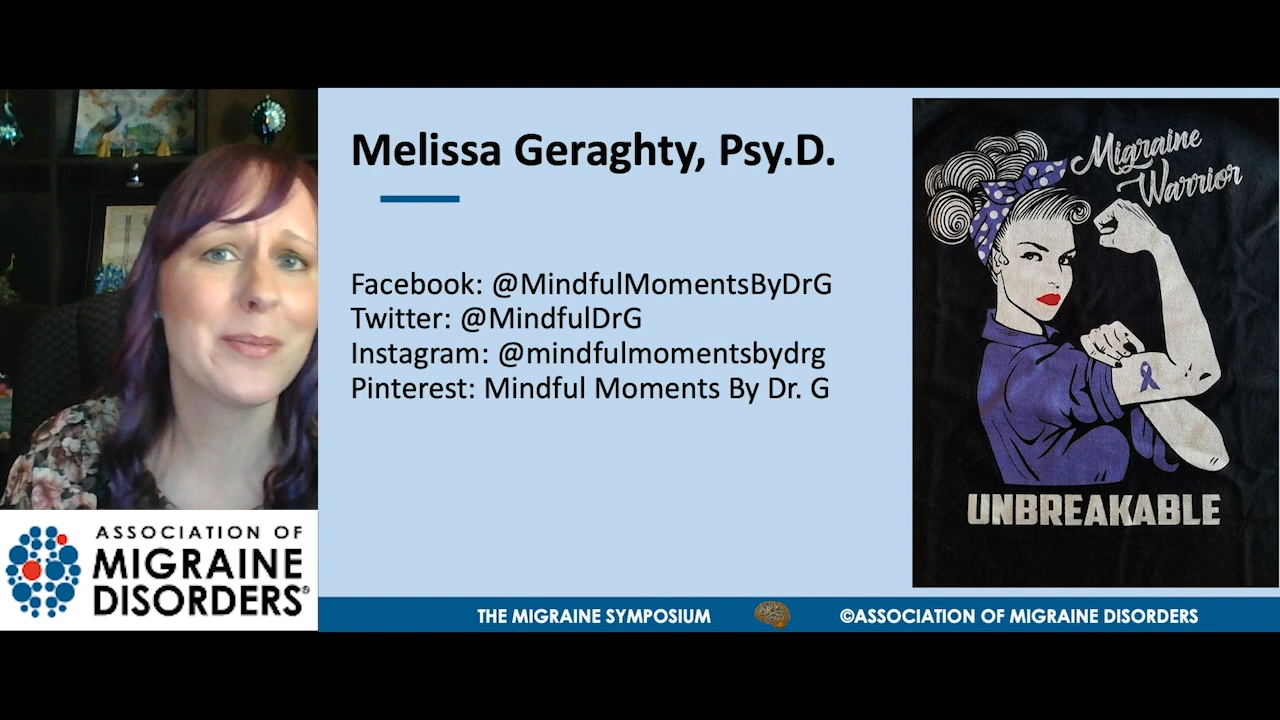 Melissa Geraghty, Psy.D.
Facebook: @MindfulMomentsByDrG
Twitter: @MindfulDrG
Instagram: @mindfulmomentsbydrg
Pinterest: Mindful Moments By Dr. G
Migraine
Warrior
UNBREAKABLE
ASSOCIATION OF
MIGRAINE
DISORDERS®
THE MIGRAINE SYMPOSIUM
©ASSOCIATION OF MIGRAINE DISORDERS